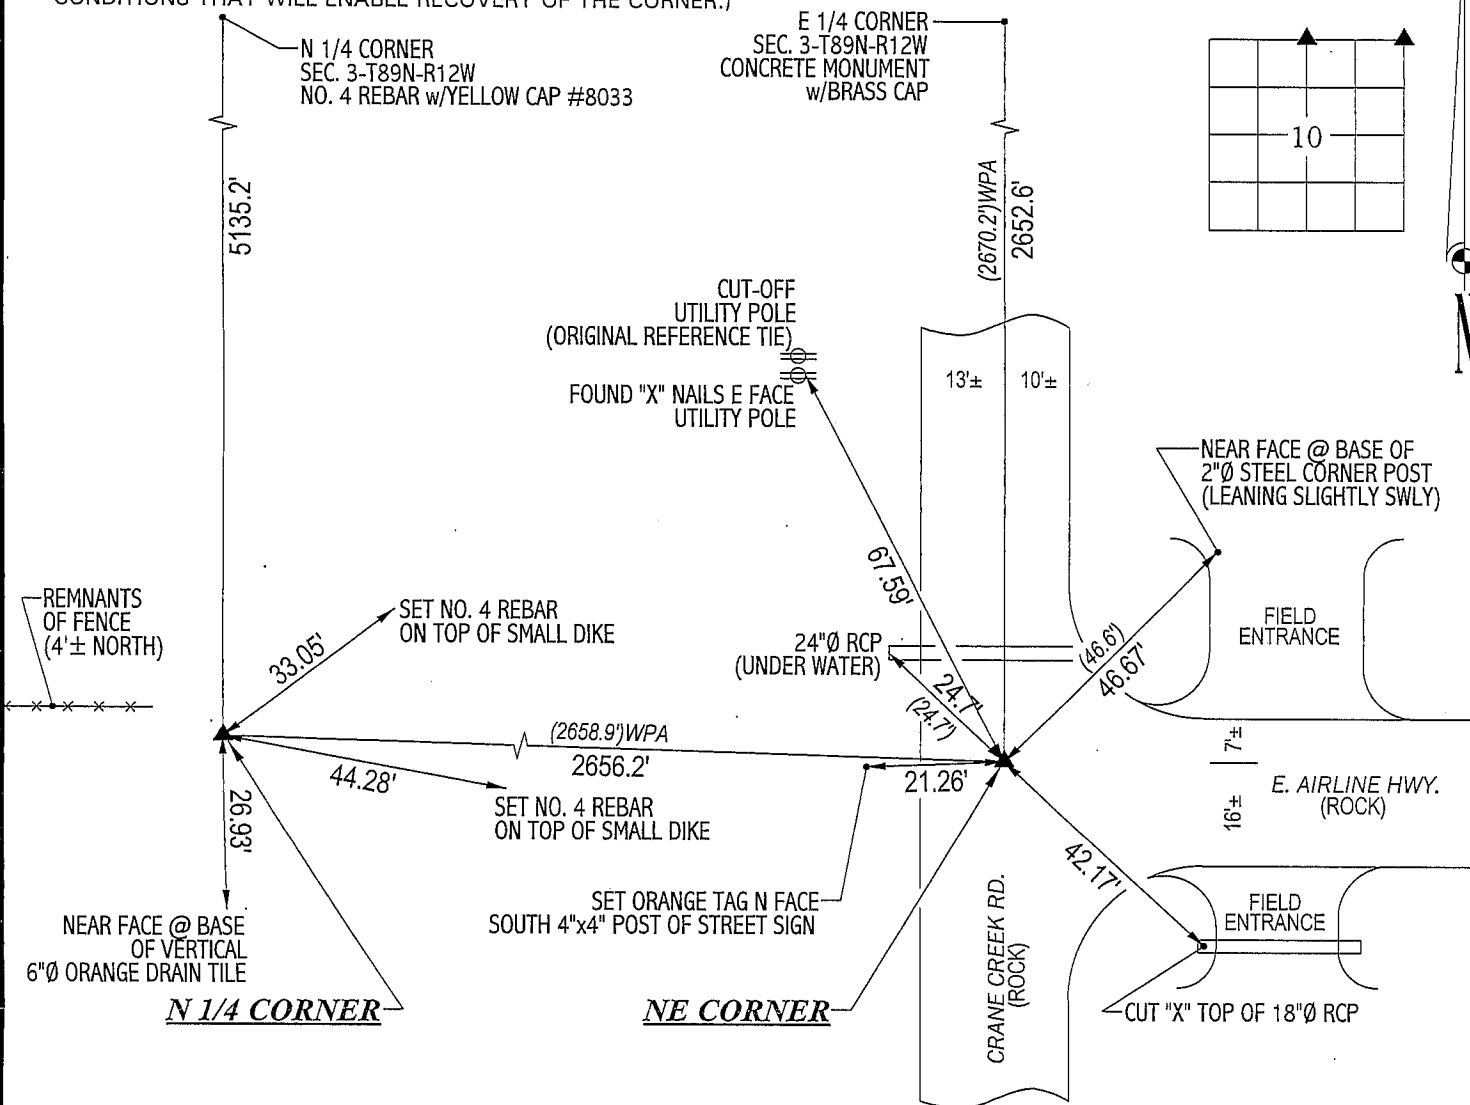 CONDITIONS THAT WILL ENABLE RECOVERY OF THE CORNER.)
N 1/4 CORNER
SEC. 3-T89N-R12W
NO. 4 REBAR w/YELLOW CAP #8033
E 1/4 CORNER
SEC. 3-T89N-R12W
CONCRETE MONUMENT
w/BRASS CAP
10
5135.2'
(2670.2')WPA
2652.6'
CUT-OFF
UTILITY POLE
(ORIGINAL REFERENCE TIE)
FOUND "X" NAILS E FACE
UTILITY POLE
13'±
10'±
NEAR FACE @ BASE OF
2"Ø STEEL CORNER POST
(LEANING SLIGHTLY SWLY)
67.59'
REMNANTS
OF FENCE
(4'± NORTH)
33.05'
SET NO. 4 REBAR
ON TOP OF SMALL DIKE
24"Ø RCP
(UNDER WATER)
24.7'
(24.7')
(46.6')
46.67'
FIELD
ENTRANCE
(2658.9')WPA
2656.2'
44.28'
26.93'
SET NO. 4 REBAR
ON TOP OF SMALL DIKE
21.26'
7'±
16'±
E. AIRLINE HWY.
(ROCK)
42.17'
SET ORANGE TAG N FACE
SOUTH 4"x4" POST OF STREET SIGN
NEAR FACE @ BASE
OF VERTICAL
6"Ø ORANGE DRAIN TILE
FIELD
ENTRANCE
CRANE CREEK RD.
(ROCK)
N 1/4 CORNER
NE CORNER
CUT "X" TOP OF 18"Ø RCP